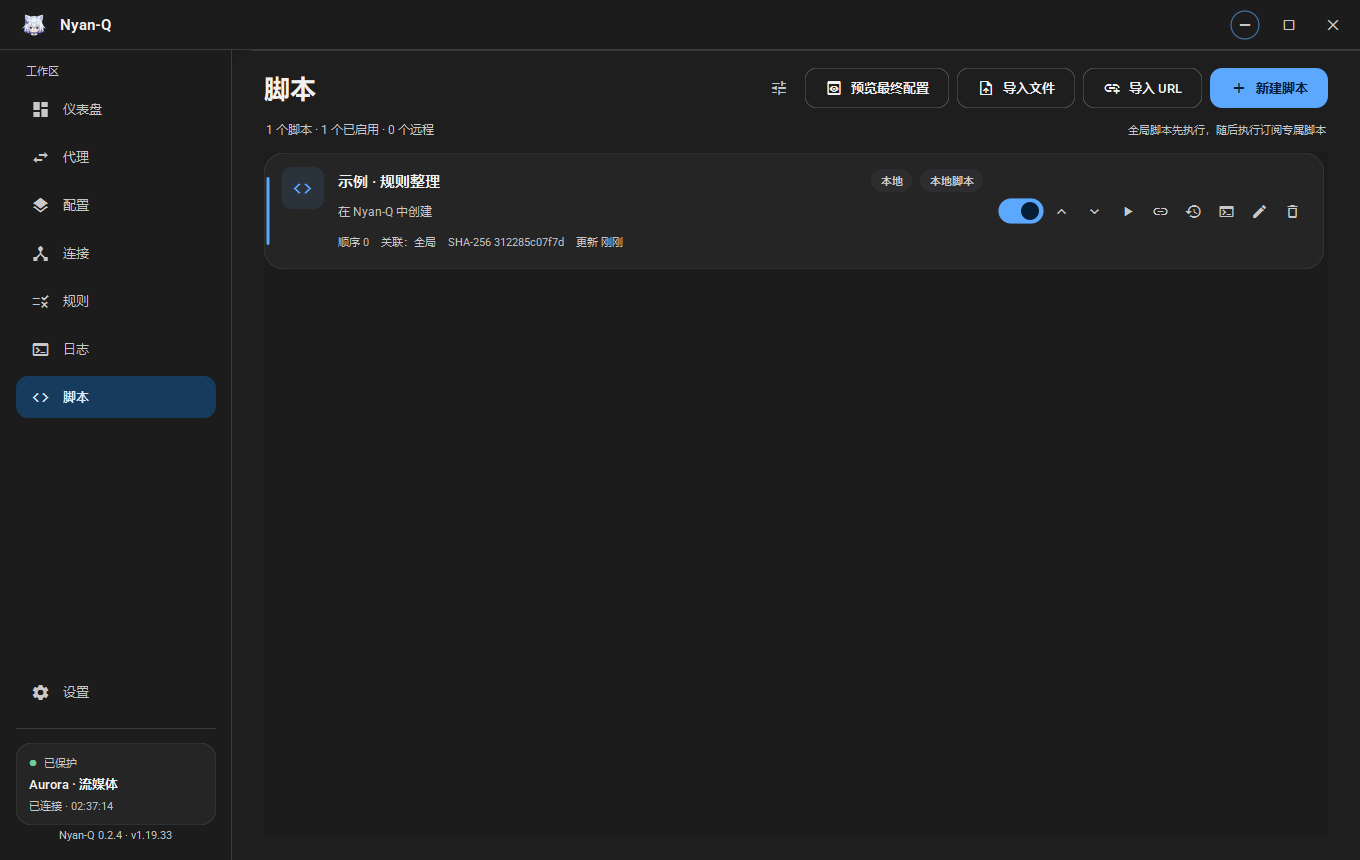 Nyan-Q
工作区
仪表盘
代理
配置
连接
规则
日志
脚本
设置
已保护
Aurora · 流媒体
已连接 · 02:37:14
Nyan-Q 0.2.4 · v1.19.33
脚本
预览最终配置
导入文件
导入 URL
新建脚本
1 个脚本 · 1 个已启用 · 0 个远程
全局脚本先执行，随后执行订阅专属脚本
示例 · 规则整理
本地
本地脚本
在 Nyan-Q 中创建
顺序 0 关联：全局 SHA-256 312285c07f7d 更新 刚刚